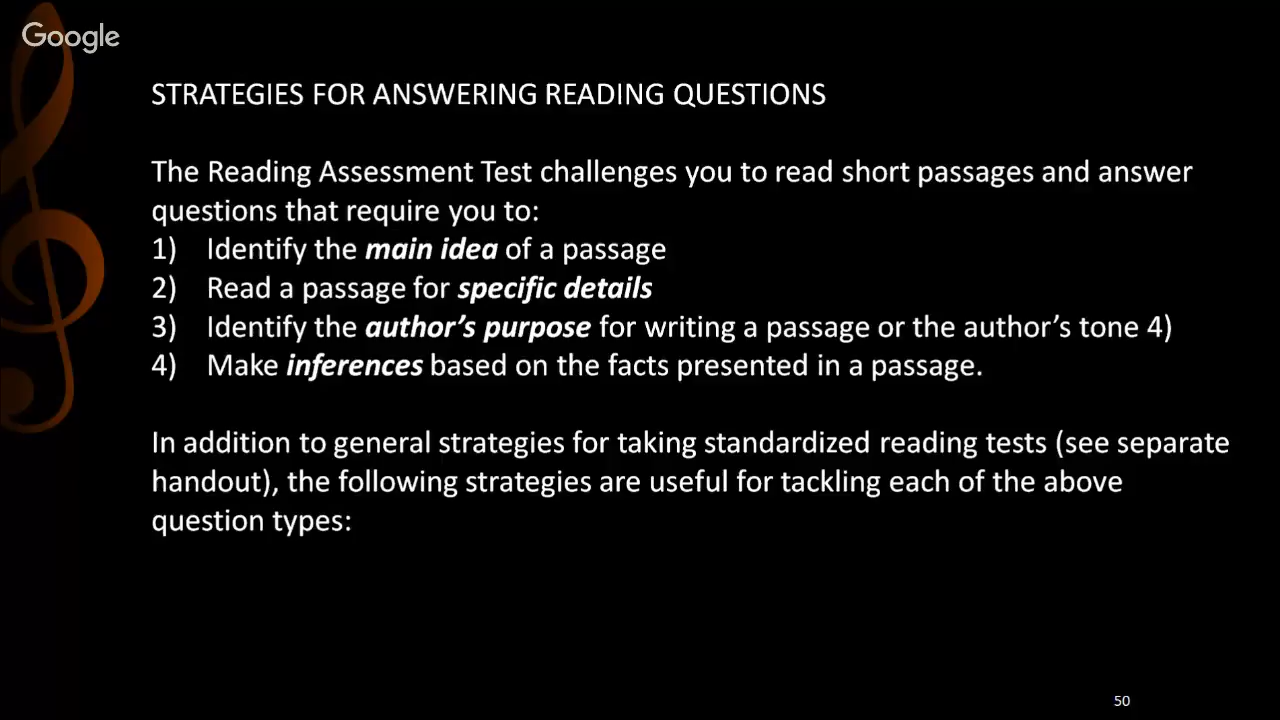 Google
STRATEGIES FOR ANSWERING READING QUESTIONS
The Reading Assessment Test challenges you to read short passages and answer
questions that require you to:
1) Identify the main idea of a passage
2) Read a passage for specific details
3) Identify the author’s purpose for writing a passage or the author’s tone 4)
4) Make inferences based on the facts presented in a passage.
In addition to general strategies for taking standardized reading tests (see separate
handout), the following strategies are useful for tackling each of the above
question types:
50